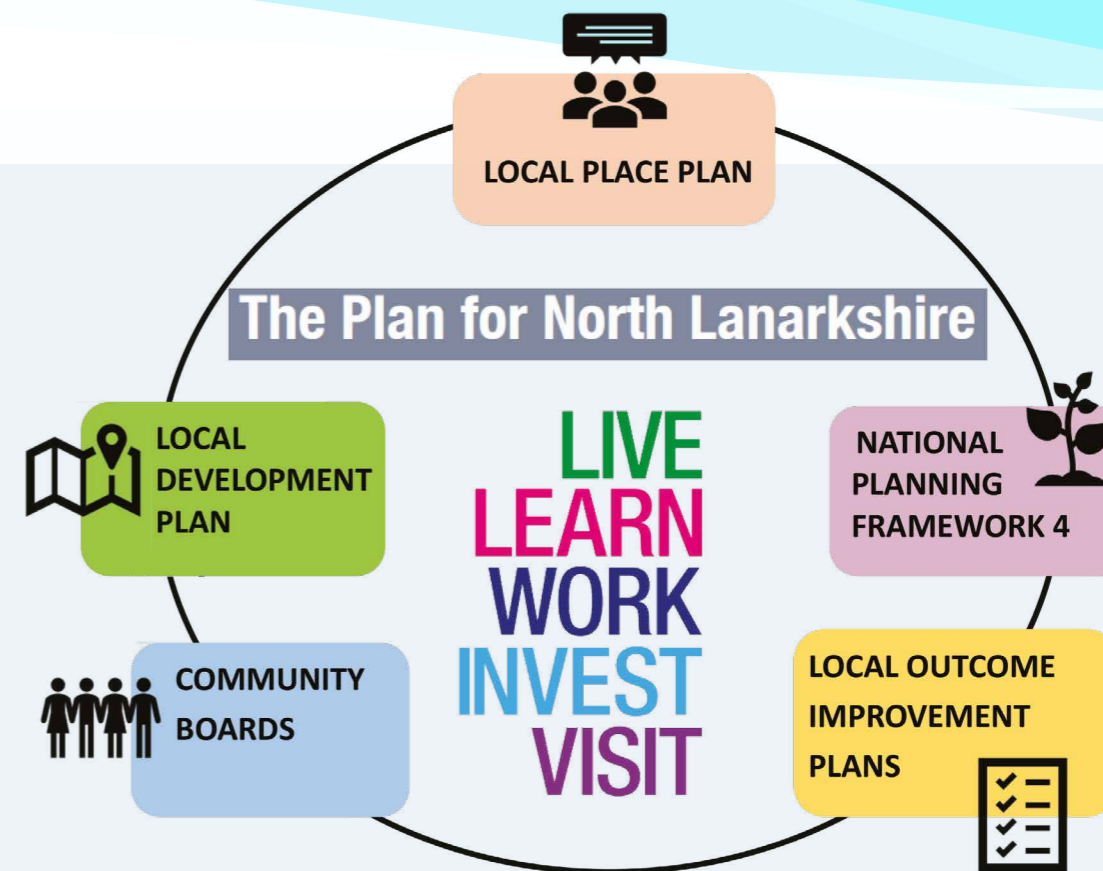 LOCAL PLACE PLAN
The Plan for North Lanarkshire
LOCAL
DEVELOPMENT
PLAN
NATIONAL
PLANNING
FRAMEWORK 4
LIVE
LEARN
WORK
INVEST
VISIT
COMMUNITY
BOARDS
LOCAL OUTCOME
IMPROVEMENT
PLANS